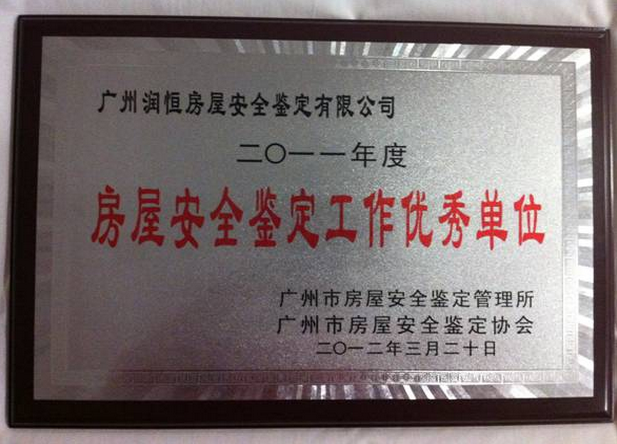 广州润恒房屋安全鉴定有限公司
二〇一一年度
房屋安全鉴定工作优秀单位
广州市房屋安全鉴定管理所
广州市房屋安全鉴定协会
二〇一二年三月二十日